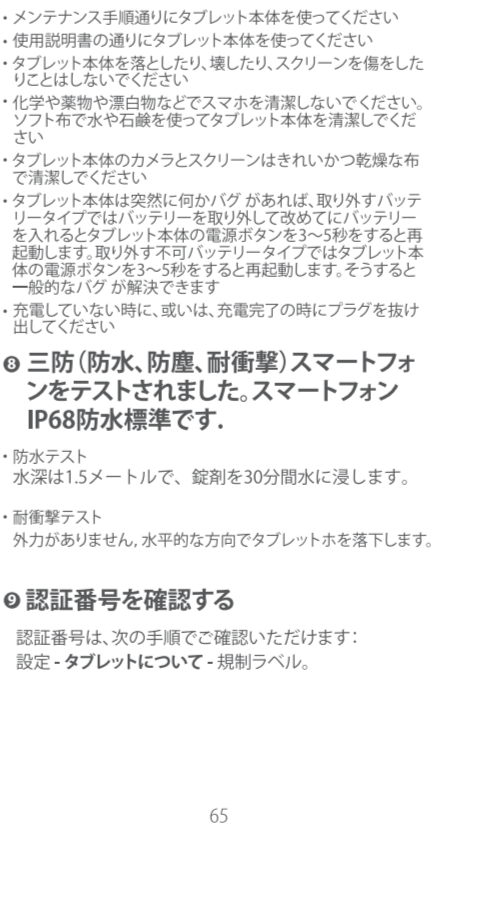 ・メンテナンス手順通りにタブレット本体を使ってください
・使用説明書の通りにタブレット本体を使ってください
・タブレット本体を落としたり、壊したり、スクリーンを傷をした
りことはしないでください
・化学や薬物や漂白物などでスマホを清潔しないでください。
ソフト布で水や石鹸を使ってタブレット本体を清潔しでくだ
さい
・タブレット本体のカメラとスクリーンはきれいかつ乾燥な布
で清潔しでください
・タブレット本体は突然に何かバグ があれば、取り外すバッテ
リータイプではバッテリーを取り外して改めてにバッテリー
を入れるとタブレット本体の電源ボタンを3〜5秒をすると再
起動します。取り外す不可バッテリータイプではタブレット本
体の電源ボタンを3〜5秒をすると再起動します。そうすると
一般的なバグ が解決できます
・充電していない時に、或いは、充電完了の時にプラグを抜け
出してください
❽ 三防（防水、防塵、耐衝撃）スマートフォ
ンをテストされました。スマートフォン
IP68防水標準です.
・防水テスト
水深は1.5メートルで、錠剤を30分間水に浸します。
・耐衝撃テスト
外力がありません, 水平的な方向でタブレットホを落下します。
❾ 認証番号を確認する
認証番号は、次の手順でご確認いただけます：
設定 - タブレットについて - 規制ラベル。
65